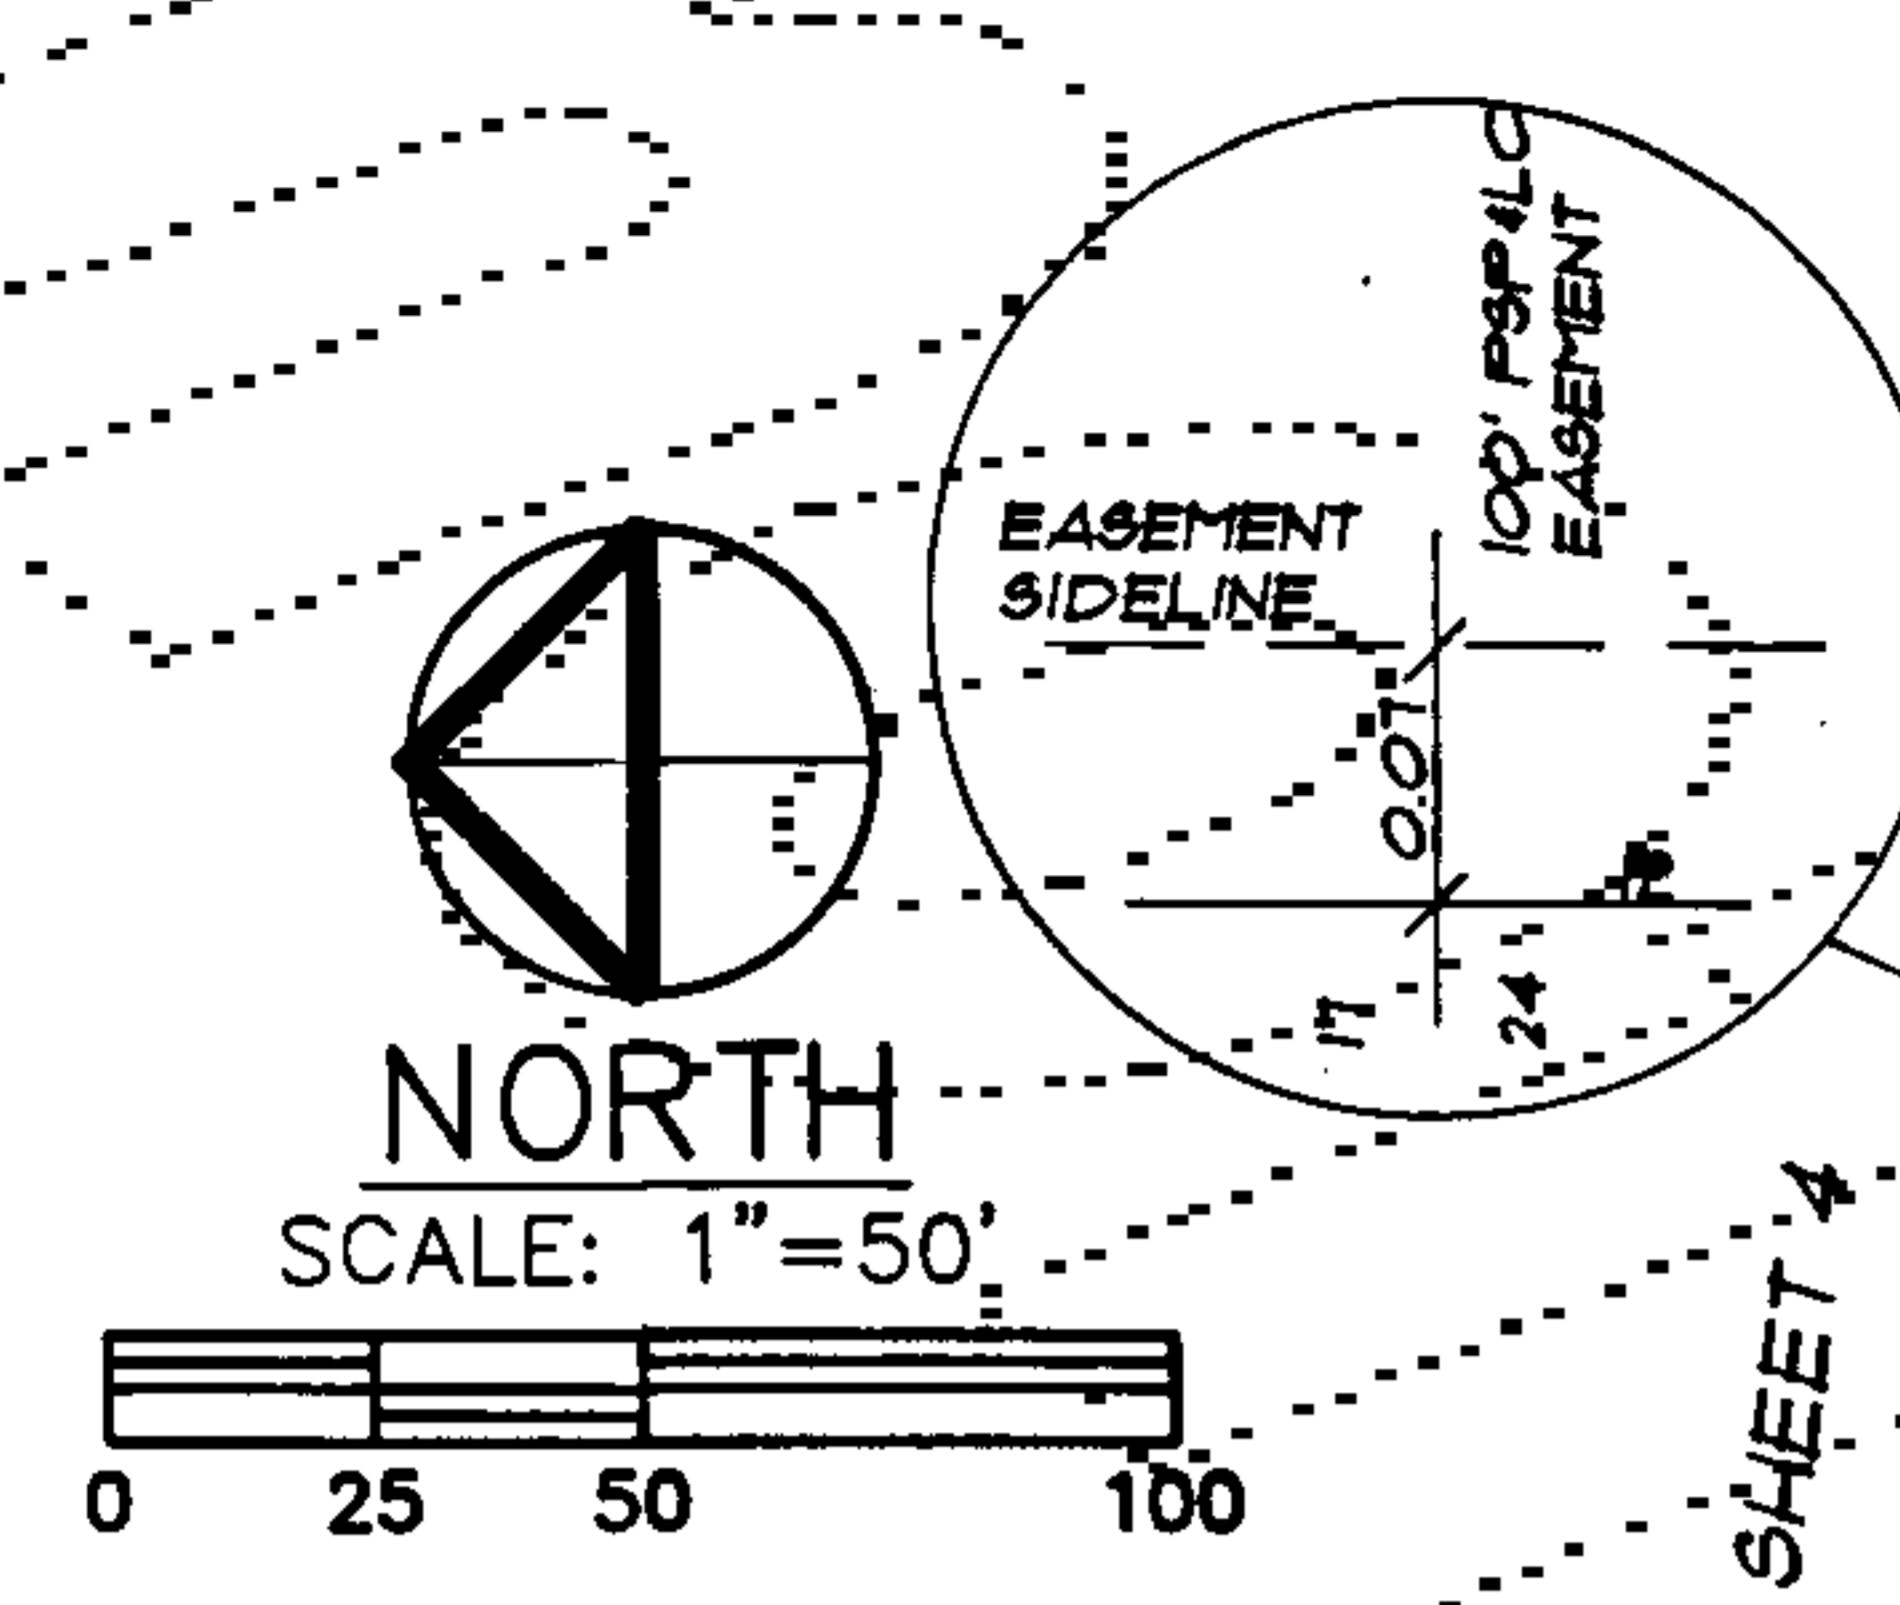 100' PSP&LC
EASEMENT
EASEMENT
SIDELINE
0.07
17
24
NORTH
SCALE: 1"=50'
0 25 50 100
SHEET 4